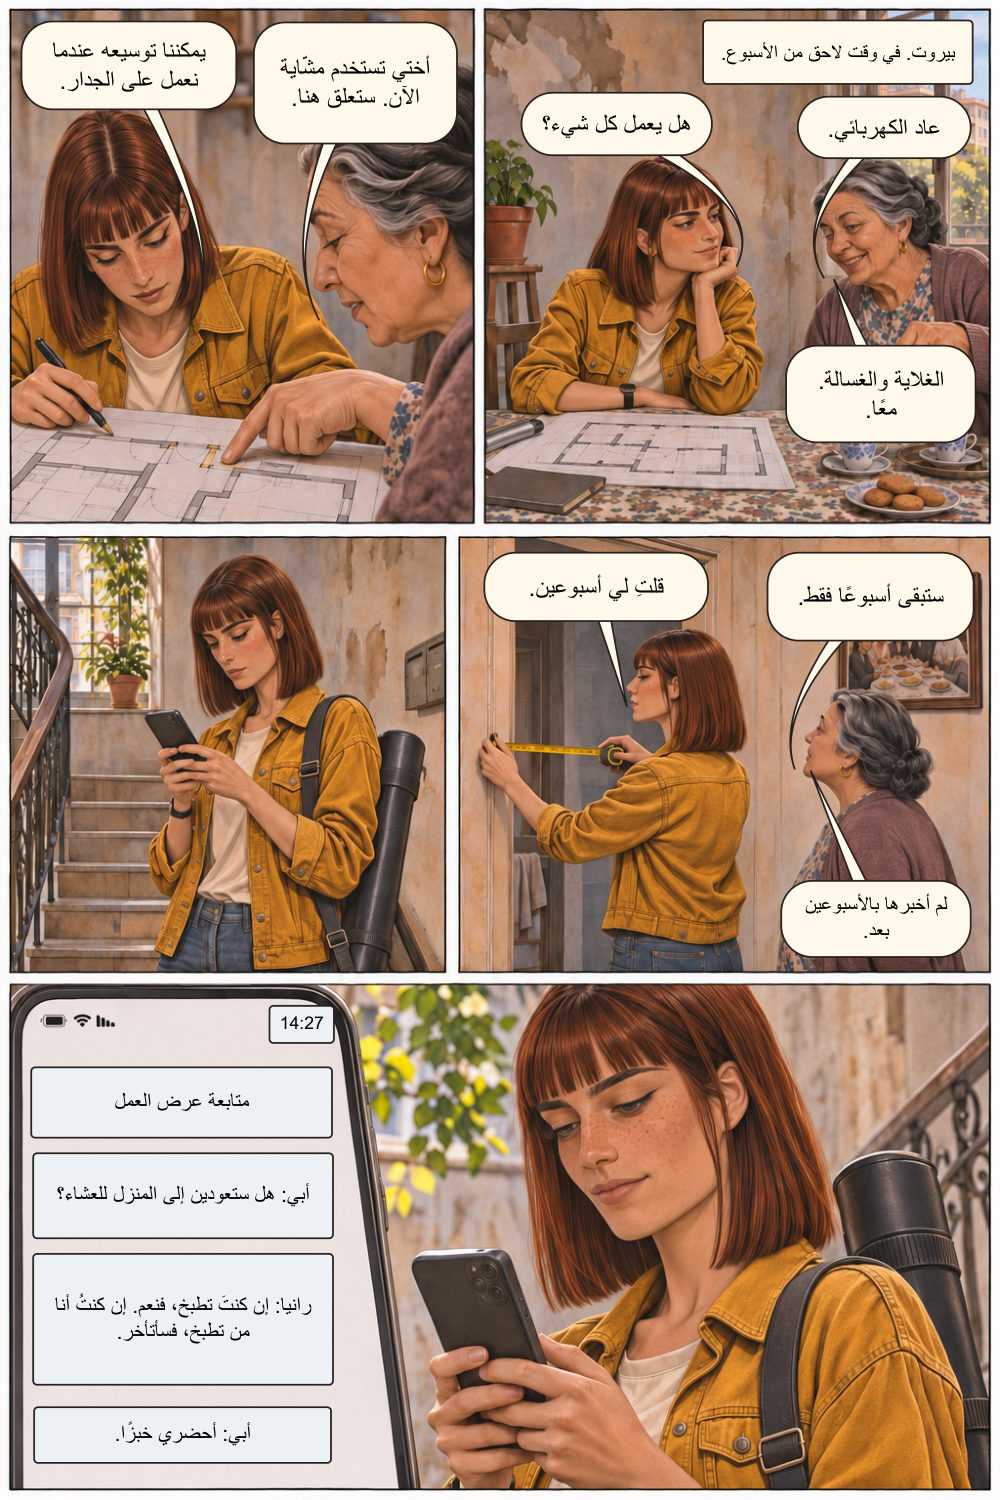 بيروت. في وقت لاحق من الأسبوع.
عاد الكهربائي.
هل يعمل كل شيء؟
الغلاية والغسالة.
معًا.
أختي تستخدم مشّاية
الآن. ستعلق هنا.
يمكننا توسيعه عندما
نعمل على الجدار.
ستبقى أسبوعًا فقط.
قلتِ لي أسبوعين.
لم أخبرها بالأسبوعين
بعد.
14:27
متابعة عرض العمل
أبي: هل ستعودين إلى المنزل للعشاء؟
رانيا: إن كنتَ تطبخ، فنعم. إن كنتُ أنا
من تطبخ، فسأتأخر.
أبي: أحضري خبزًا.